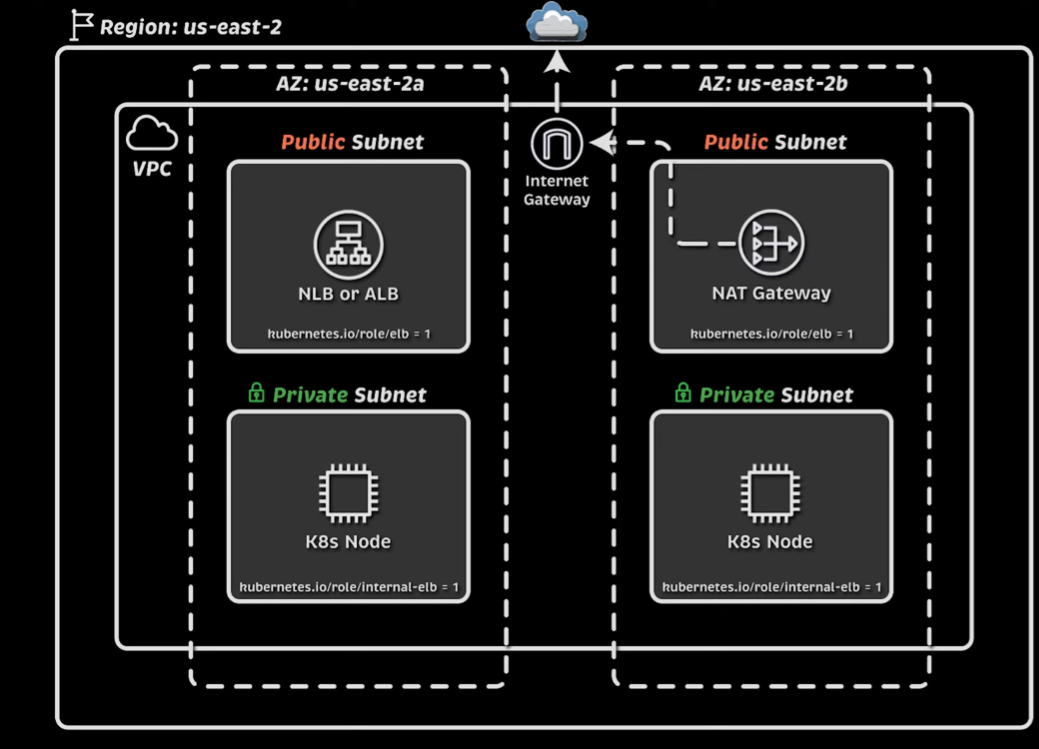 Region: us-east-2
AZ: us-east-2a
AZ: us-east-2b
VPC
Public Subnet
Internet
Gateway
Public Subnet
NLB or ALB
kubernetes.io/role/elb = 1
NAT Gateway
kubernetes.io/role/elb = 1
Private Subnet
Private Subnet
K8s Node
kubernetes.io/role/internal-elb = 1
K8s Node
kubernetes.io/role/internal-elb = 1